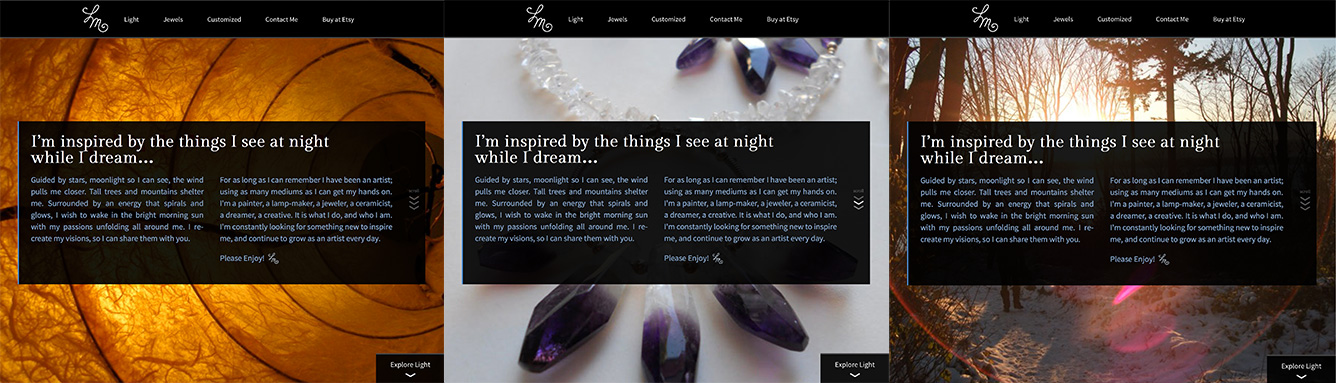 Lm Light Jewels Customized Contact Me Buy at Etsy
I'm inspired by the things I see at night
while I dream...
Guided by stars, moonlight so I can see, the wind
pulls me closer. Tall trees and mountains shelter
me. Surrounded by an energy that spirals and
glows, I wish to wake in the bright morning sun
with my passions unfolding all around me. I re-
create my visions, so I can share them with you.
For as long as I can remember I have been an artist;
using as many mediums as I can get my hands on.
I'm a painter, a lamp-maker, a jeweler, a ceramicist,
a dreamer, a creative. It is what I do, and who I am.
I'm constantly looking for something new to inspire
me, and continue to grow as an artist every day.
Please Enjoy! Lm
scroll
Explore Light
Lm Light Jewels Customized Contact Me Buy at Etsy
I'm inspired by the things I see at night
while I dream...
Guided by stars, moonlight so I can see, the wind
pulls me closer. Tall trees and mountains shelter
me. Surrounded by an energy that spirals and
glows, I wish to wake in the bright morning sun
with my passions unfolding all around me. I re-
create my visions, so I can share them with you.
For as long as I can remember I have been an artist;
using as many mediums as I can get my hands on.
I'm a painter, a lamp-maker, a jeweler, a ceramicist,
a dreamer, a creative. It is what I do, and who I am.
I'm constantly looking for something new to inspire
me, and continue to grow as an artist every day.
Please Enjoy! Lm
scroll
Explore Light
Lm Light Jewels Customized Contact Me Buy at Etsy
I'm inspired by the things I see at night
while I dream...
Guided by stars, moonlight so I can see, the wind
pulls me closer. Tall trees and mountains shelter
me. Surrounded by an energy that spirals and
glows, I wish to wake in the bright morning sun
with my passions unfolding all around me. I re-
create my visions, so I can share them with you.
For as long as I can remember I have been an artist;
using as many mediums as I can get my hands on.
I'm a painter, a lamp-maker, a jeweler, a ceramicist,
a dreamer, a creative. It is what I do, and who I am.
I'm constantly looking for something new to inspire
me, and continue to grow as an artist every day.
Please Enjoy! Lm
scroll
Explore Light